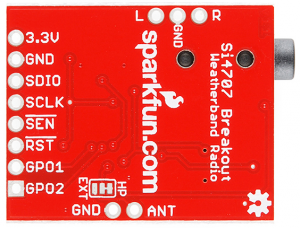 L
GND
R
3.3V
GND
SDIO
SCLK
SEN
RST
GPO1
GPO2
sparkfun.com
Si4707 Breakout
Weatherband Radio
HP
EXT
GND
ANT